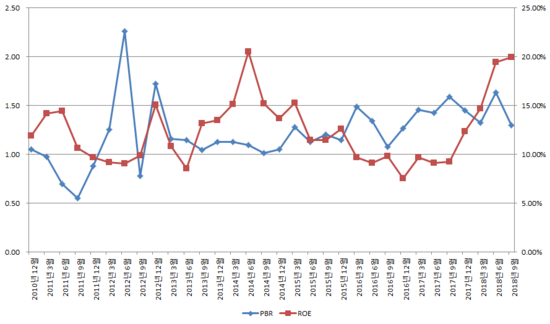 2.50
2.00
1.50
1.00
0.50
0.00
25.00%
20.00%
15.00%
10.00%
5.00%
0.00%
2010년 12월
2011년 3월
2011년 6월
2011년 9월
2011년 12월
2012년 3월
2012년 6월
2012년 9월
2012년 12월
2013년 3월
2013년 6월
2013년 9월
2013년 12월
2014년 3월
2014년 6월
2014년 9월
2014년 12월
2015년 3월
2015년 6월
2015년 9월
2015년 12월
2016년 3월
2016년 6월
2016년 9월
2016년 12월
2017년 3월
2017년 6월
2017년 9월
2017년 12월
2018년 3월
2018년 6월
2018년 9월
PBR
ROE